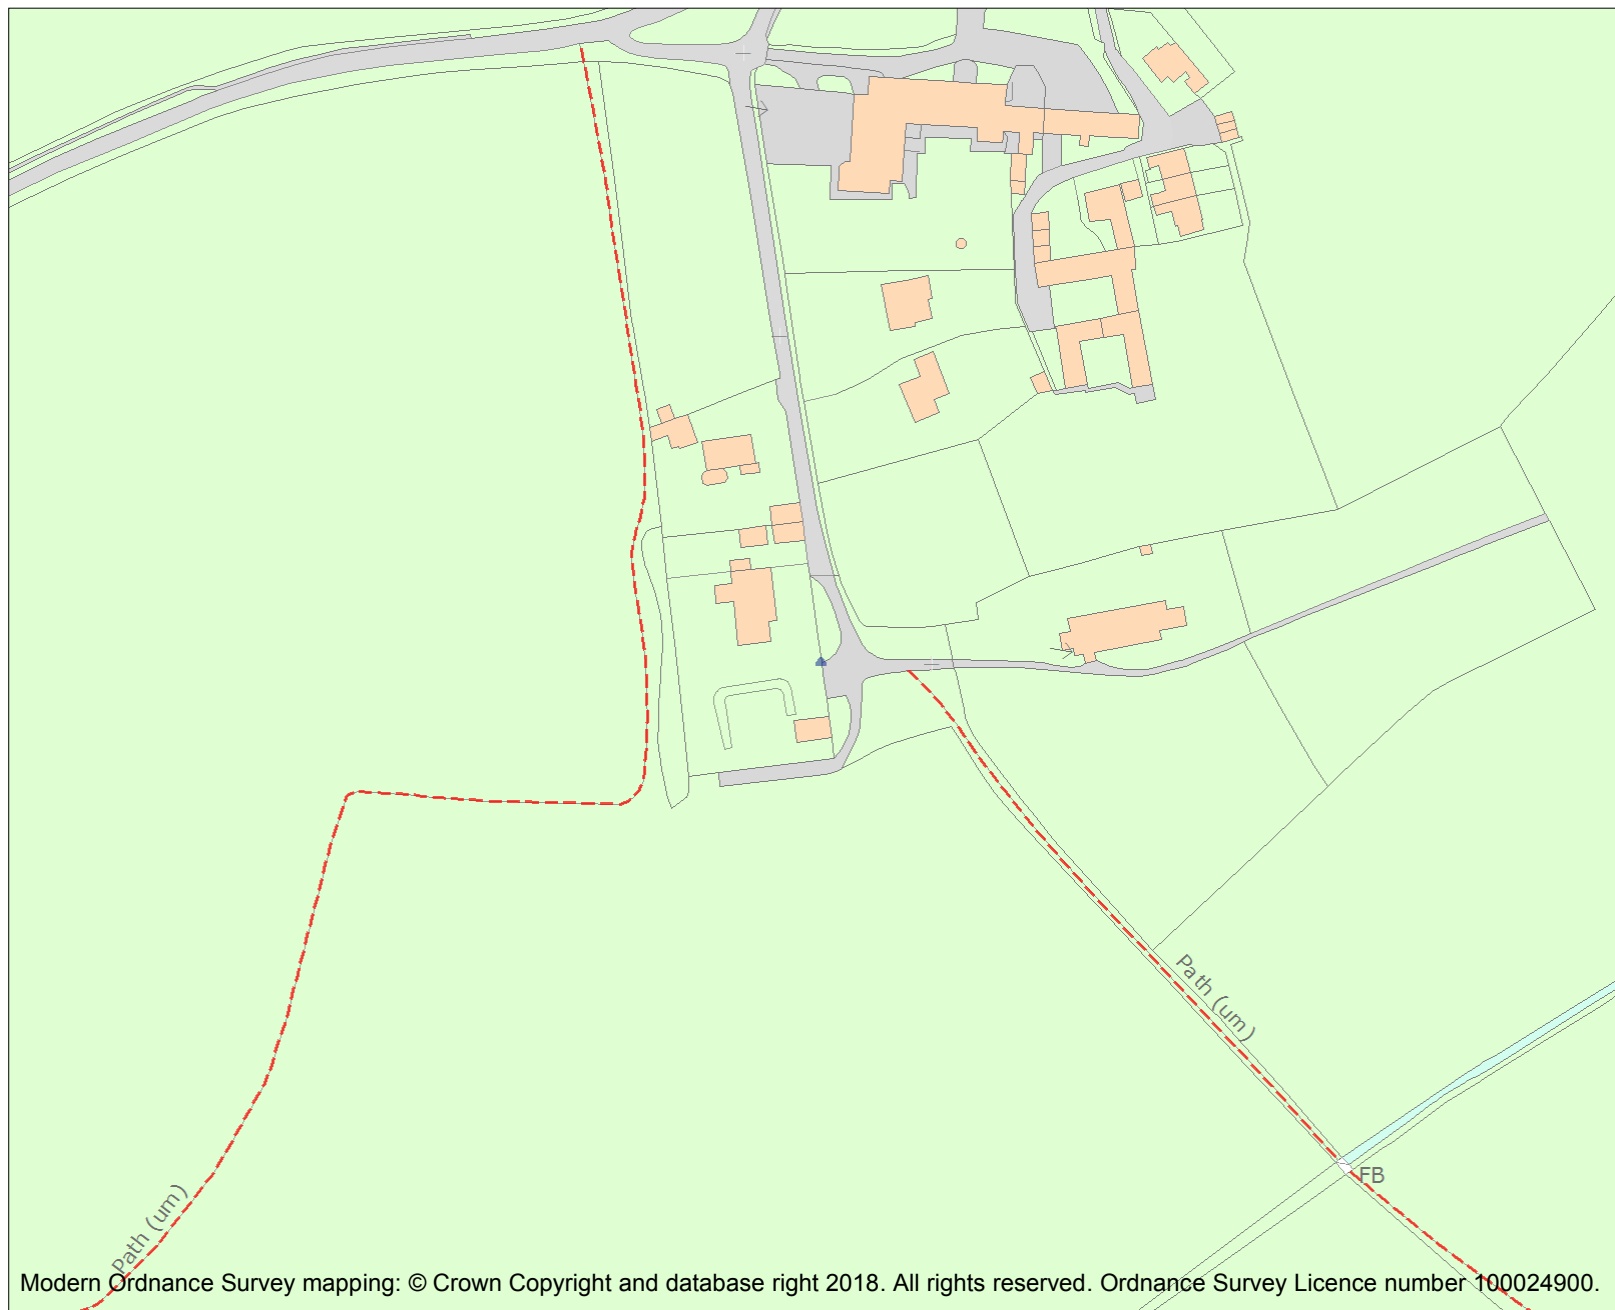 Path (um)
FB
Path (um)
Modern Ordnance Survey mapping: © Crown Copyright and database right 2018. All rights reserved. Ordnance Survey Licence number 100024900.